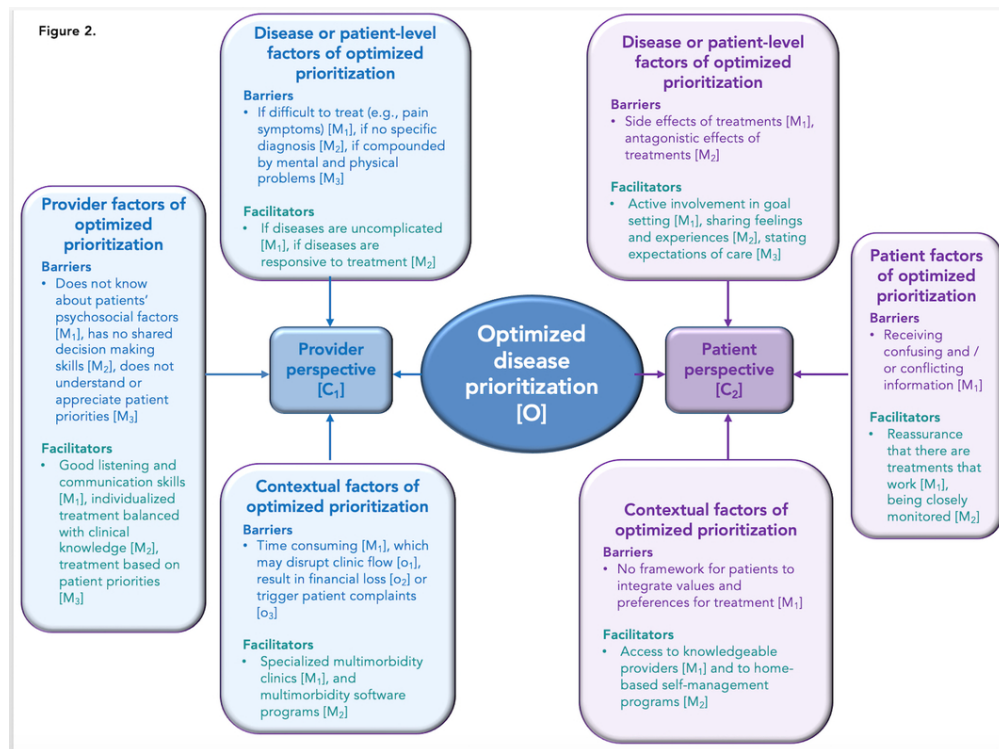 Figure 2.
Disease or patient-level
factors of optimized
prioritization
Barriers
• If difficult to treat (e.g., pain
symptoms) [M₁], if no specific
diagnosis [M₂], if compounded
by mental and physical
problems [M₃]
Facilitators
• If diseases are uncomplicated
[M₁], if diseases are
responsive to treatment [M₂]
Disease or patient-level
factors of optimized
prioritization
Barriers
• Side effects of treatments [M₁],
antagonistic effects of
treatments [M₂]
Facilitators
• Active involvement in goal
setting [M₁], sharing feelings
and experiences [M₂], stating
expectations of care [M₃]
Provider factors of
optimized
prioritization
Barriers
• Does not know
about patients'
psychosocial factors
[M₁], has no shared
decision making
skills [M₂], does not
understand or
appreciate patient
priorities [M₃]
Facilitators
• Good listening and
communication skills
[M₁], individualized
treatment balanced
with clinical
knowledge [M₂],
treatment based on
patient priorities
[M₃]
Provider
perspective
[C₁]
Optimized
disease
prioritization
[O]
Patient
perspective
[C₂]
Patient factors
of optimized
prioritization
Barriers
• Receiving
confusing and /
or conflicting
information [M₁]
Facilitators
• Reassurance
that there are
treatments that
work [M₁],
being closely
monitored [M₂]
Contextual factors of
optimized prioritization
Barriers
• Time consuming [M₁], which
may disrupt clinic flow [o₁],
result in financial loss [o₂] or
trigger patient complaints
[o₃]
Facilitators
• Specialized multimorbidity
clinics [M₁], and
multimorbidity software
programs [M₂]
Contextual factors of
optimized prioritization
Barriers
• No framework for patients to
integrate values and
preferences for treatment [M₁]
Facilitators
• Access to knowledgeable
providers [M₁] and to home-
based self-management
programs [M₂]